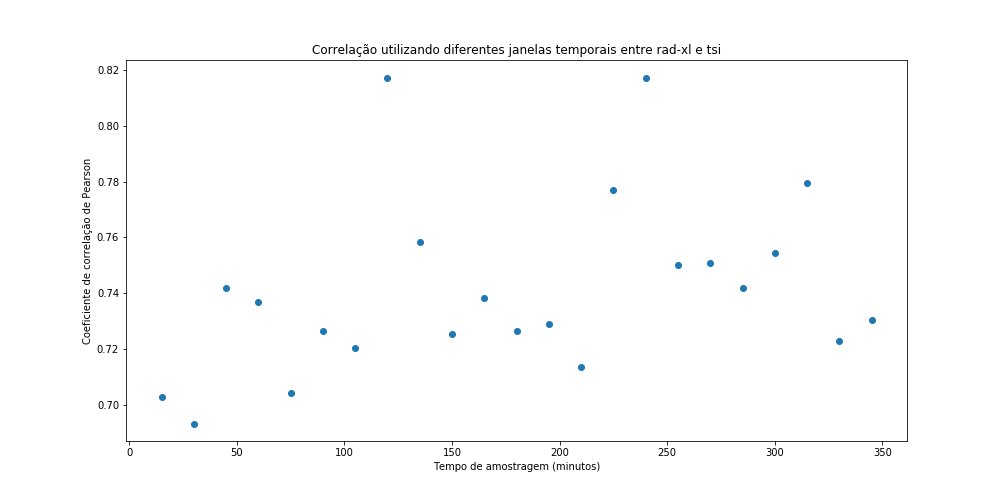 Correlação utilizando diferentes janelas temporais entre rad-xl e tsi
0.82
0.80
0.78
0.76
0.74
0.72
0.70
Coeficiente de correlação de Pearson
0 50 100 150 200 250 300 350
Tempo de amostragem (minutos)